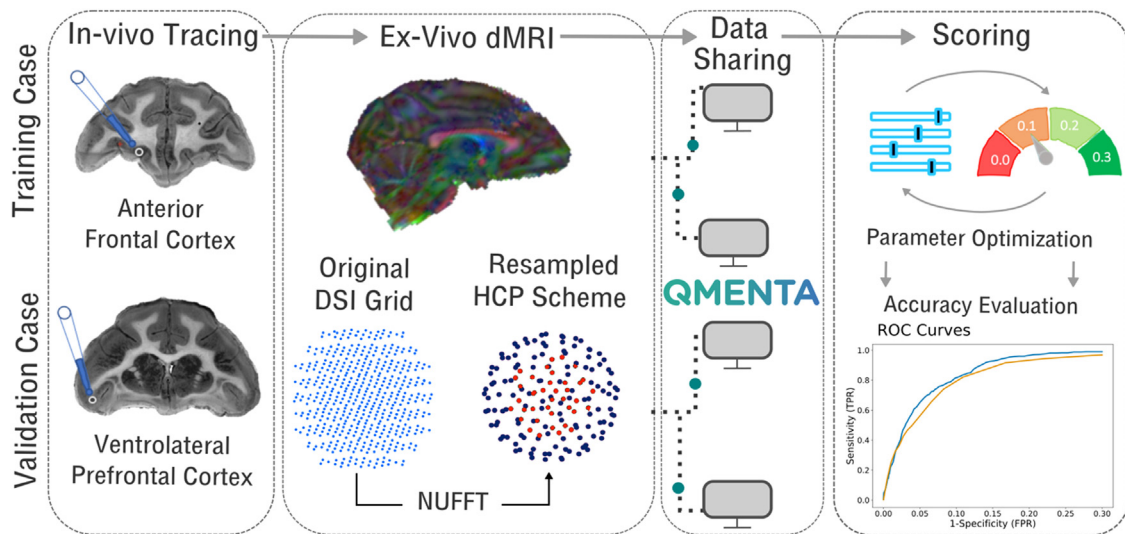 In-vivo Tracing
Ex-Vivo dMRI
Data
Sharing
Scoring
Training Case
Anterior
Frontal Cortex
0.0
0.1
0.2
0.3
Parameter Optimization
Original
DSI Grid
Resampled
HCP Scheme
QMENTA
Accuracy Evaluation
Validation Case
Ventrolateral
Prefrontal Cortex
NUFFT
ROC Curves
Sensitivity (TPR)
1.0
0.8
0.6
0.4
0.2
0.0
0.00 0.05 0.10 0.15 0.20 0.25 0.30
1-Specificity (FPR)